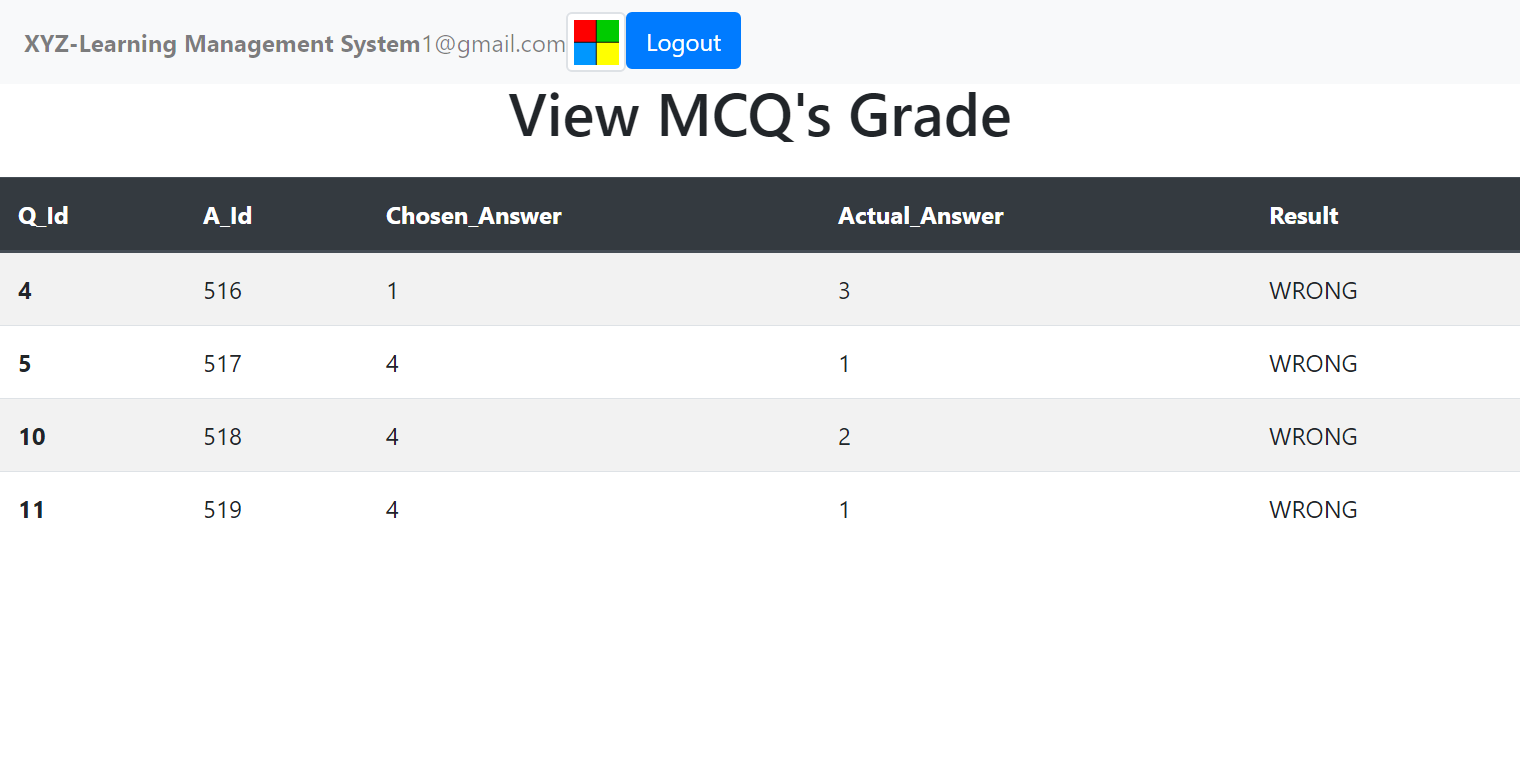 XYZ-Learning Management System1@gmail.com Logout
View MCQ's Grade
Q_Id A_Id Chosen_Answer Actual_Answer Result
4 516 1 3 WRONG
5 517 4 1 WRONG
10 518 4 2 WRONG
11 519 4 1 WRONG